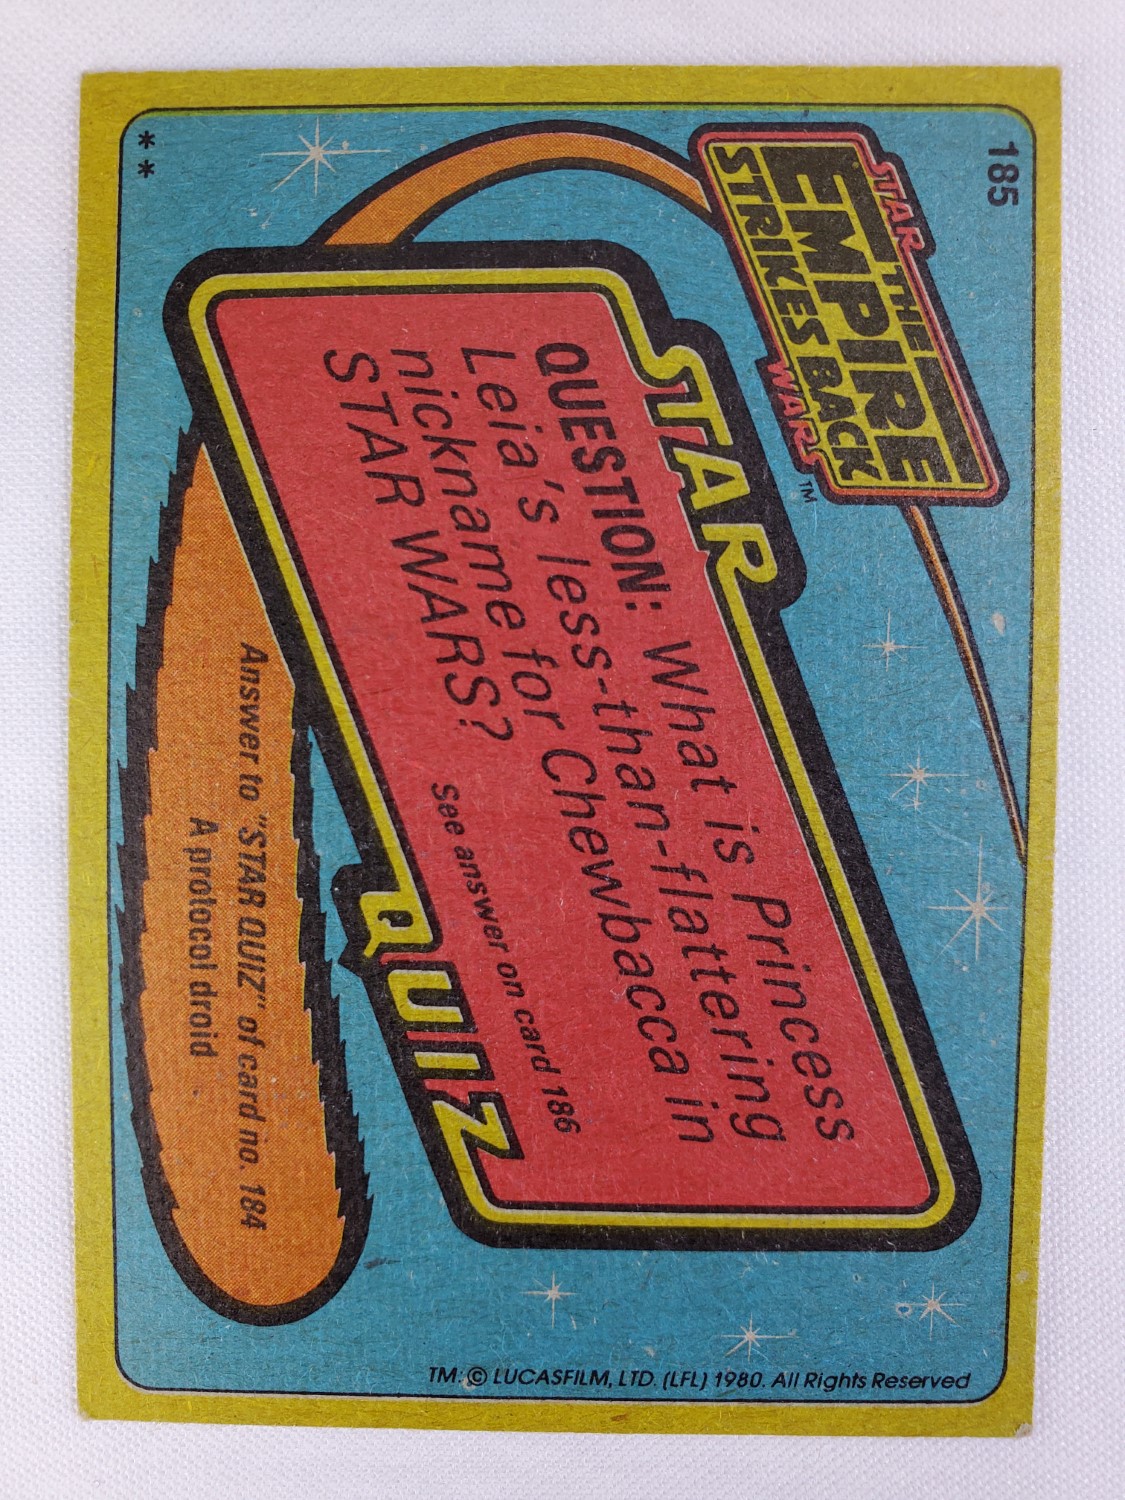 185
STAR WARS
THE
EMPIRE
STRIKES BACK
TM
STAR
QUESTION: What is Princess
Leia's less-than-flattering
nickname for Chewbacca in
STAR WARS?
See answer on card 186
QUIZ
Answer to "STAR QUIZ" of card no. 184
A protocol droid
* *
TM: © LUCASFILM, LTD. (LFL) 1980. All Rights Reserved